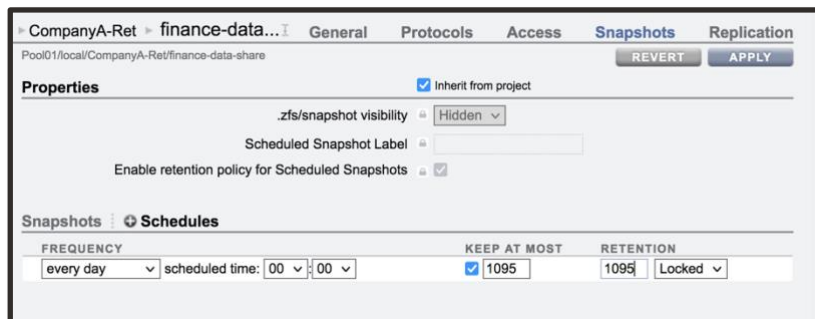 CompanyA-Ret finance-data... General Protocols Access Snapshots Replication
Pool01/local/CompanyA-Ret/finance-data-share REVERT APPLY
Properties Inherit from project
.zfs/snapshot visibility Hidden
Scheduled Snapshot Label
Enable retention policy for Scheduled Snapshots
Snapshots Schedules
FREQUENCY KEEP AT MOST RETENTION
every day scheduled time: 00 : 00 1095 1095 Locked